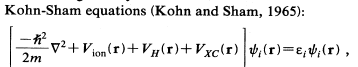 Kohn-Sham equations (Kohn and Sham, 1965):
[ −ℏ²/2m ∇² + V_ion(r) + V_H(r) + V_XC(r) ] ψ_i(r) = ε_i ψ_i(r) ,